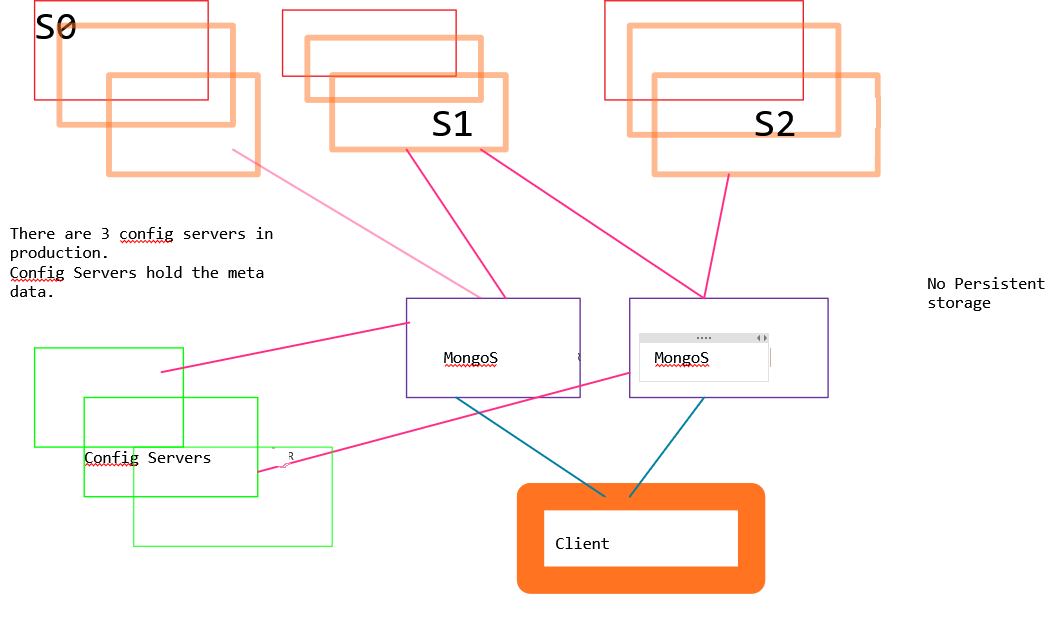 S0
S1
S2
There are 3 config servers in
production.
Config Servers hold the meta
data.
No Persistent
storage
MongoS
MongoS
Config Servers
Client